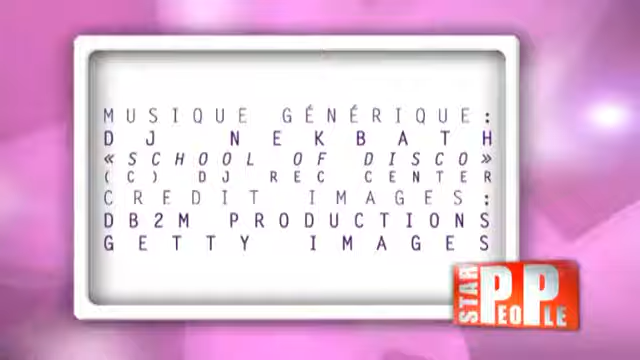 MUSIQUE GÉNÉRIQUE:
DJ NEKBATH
«SCHOOL OF DISCO»
(C) DJ REC CENTER
CREDIT IMAGES:
DB2M PRODUCTIONS
GETTY IMAGES
STAR PEOPLE